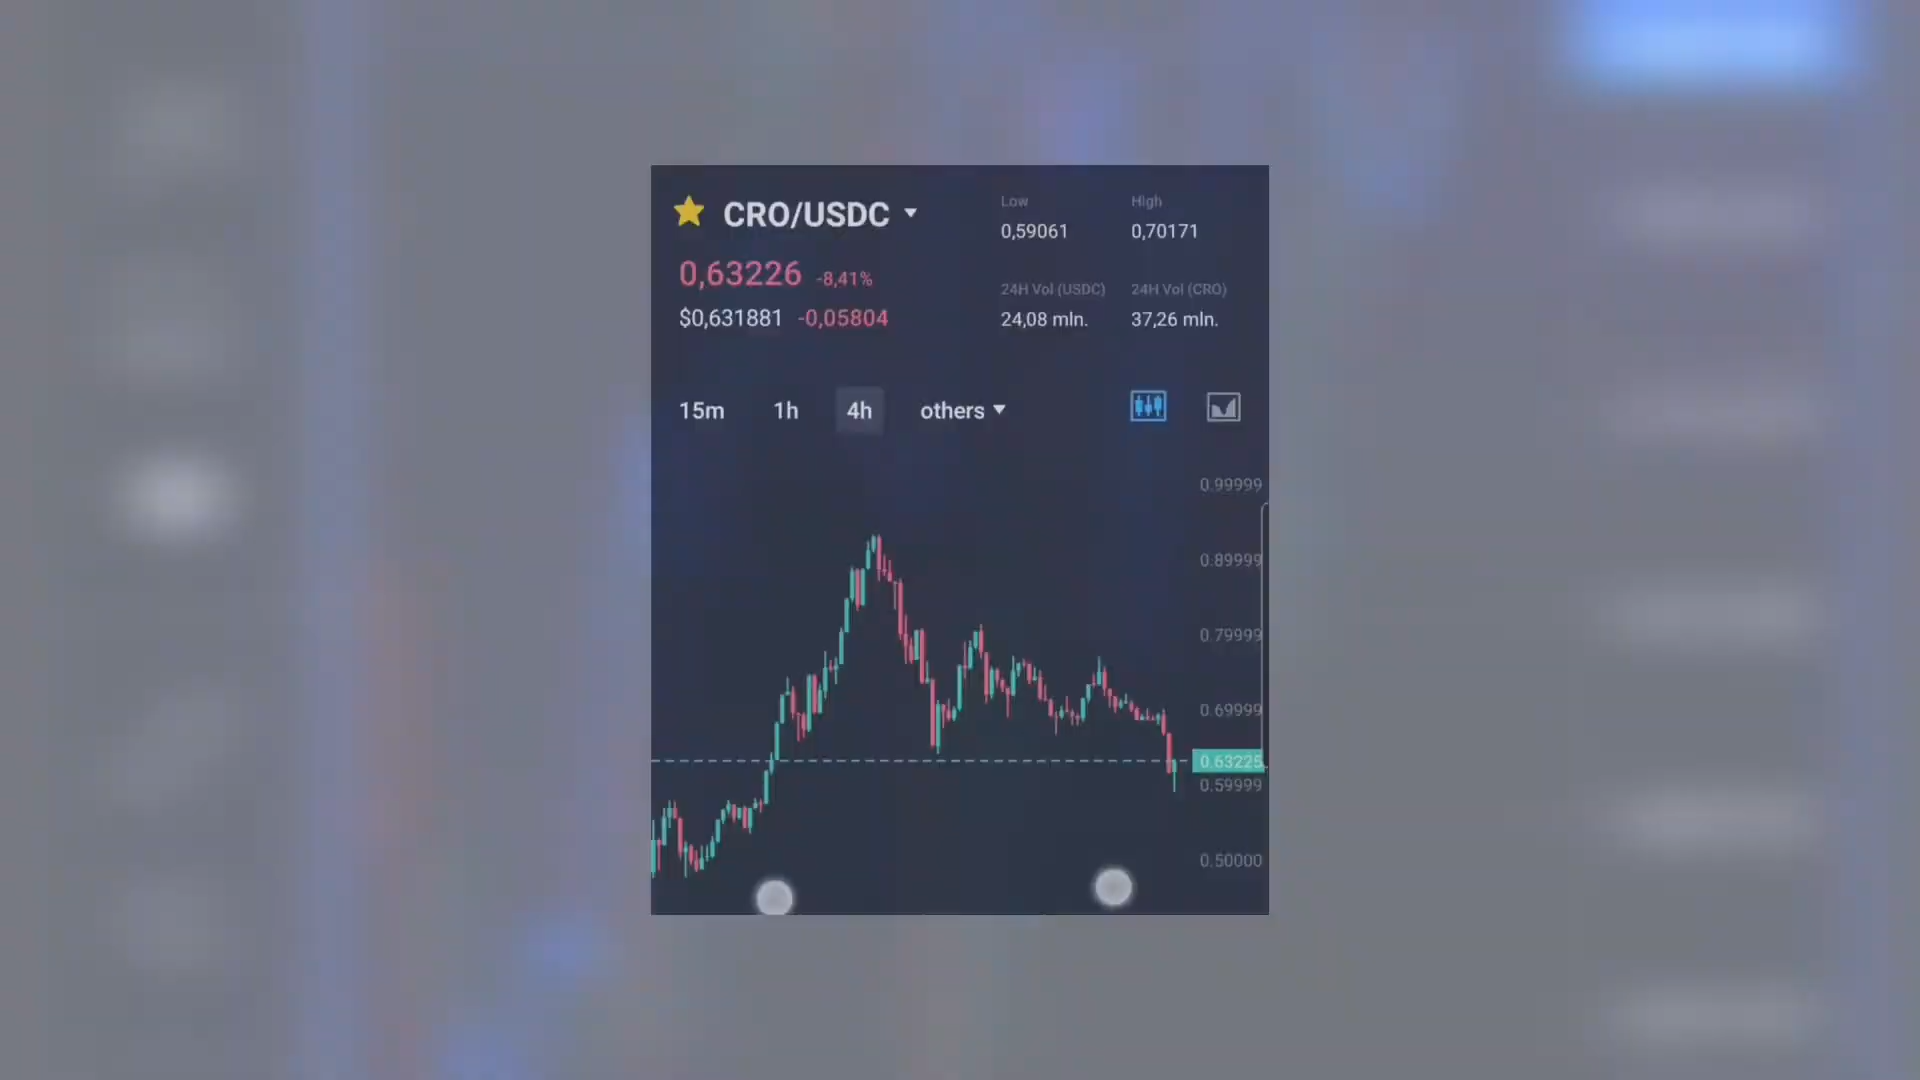 CRO/USDC
Low High
0,59061 0,70171
0,63226 -8,41%
24H Vol (USDC) 24H Vol (CRO)
$0,631881 -0,05804
24,08 mln. 37,26 mln.
15m 1h 4h others
0.99999
0.89999
0.79999
0.69999
0.63225
0.59999
0.50000